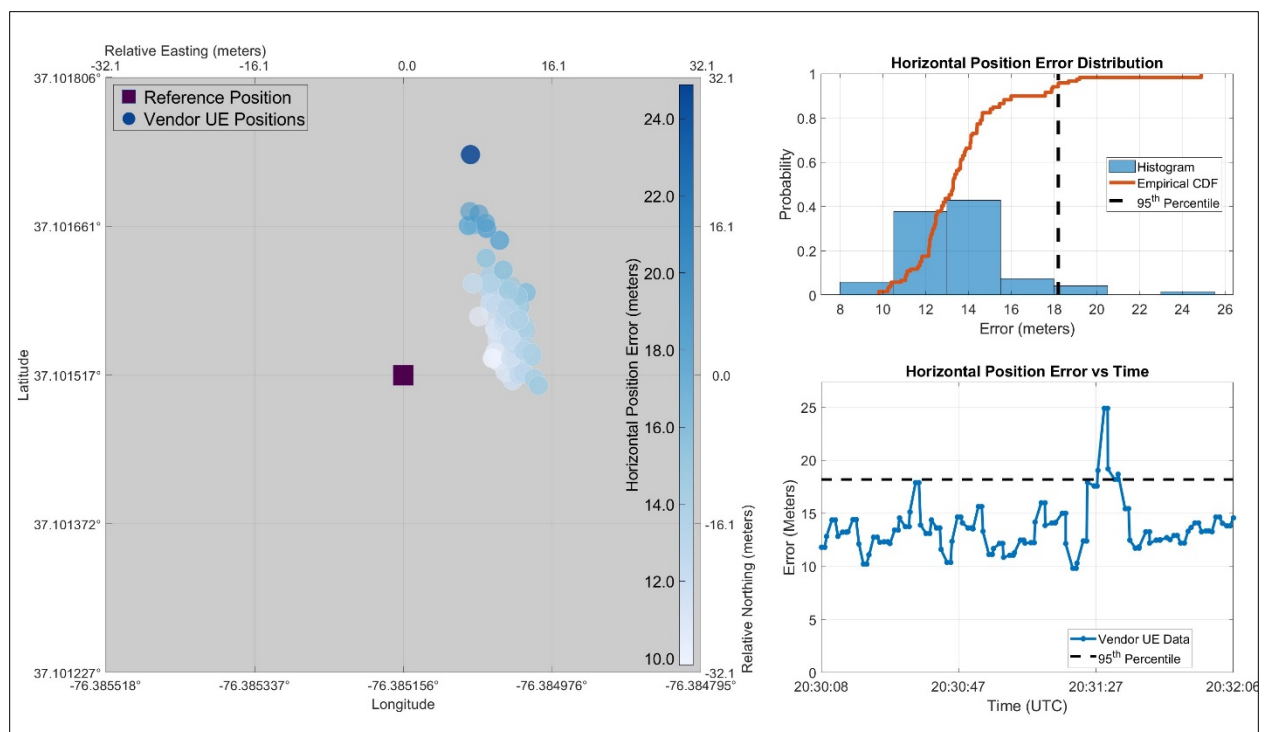 Relative Easting (meters)
-32.1 -16.1 0.0 16.1 32.1
37.101806° 32.1
Reference Position
Vendor UE Positions
24.0
22.0
37.101661° 16.1
20.0
Horizontal Position Error (meters)
18.0
Latitude
37.101517° 0.0
16.0
14.0
37.101372° -16.1
12.0
Relative Northing (meters)
10.0
37.101227° -32.1
-76.385518° -76.385337° -76.385156° -76.384976° -76.384795°
Longitude
Horizontal Position Error Distribution
1
0.8
0.6
0.4
0.2
0
Probability
Histogram
Empirical CDF
95th Percentile
8 10 12 14 16 18 20 22 24 26
Error (meters)
Horizontal Position Error vs Time
25
20
15
10
5
0
Error (Meters)
Vendor UE Data
95th Percentile
20:30:08 20:30:47 20:31:27 20:32:06
Time (UTC)